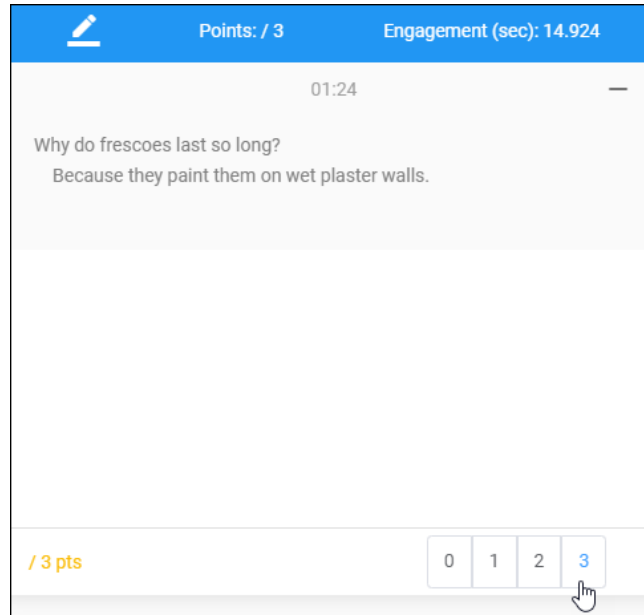 Points: / 3 Engagement (sec): 14.924
01:24
Why do frescoes last so long?
Because they paint them on wet plaster walls.
/ 3 pts 0 1 2 3